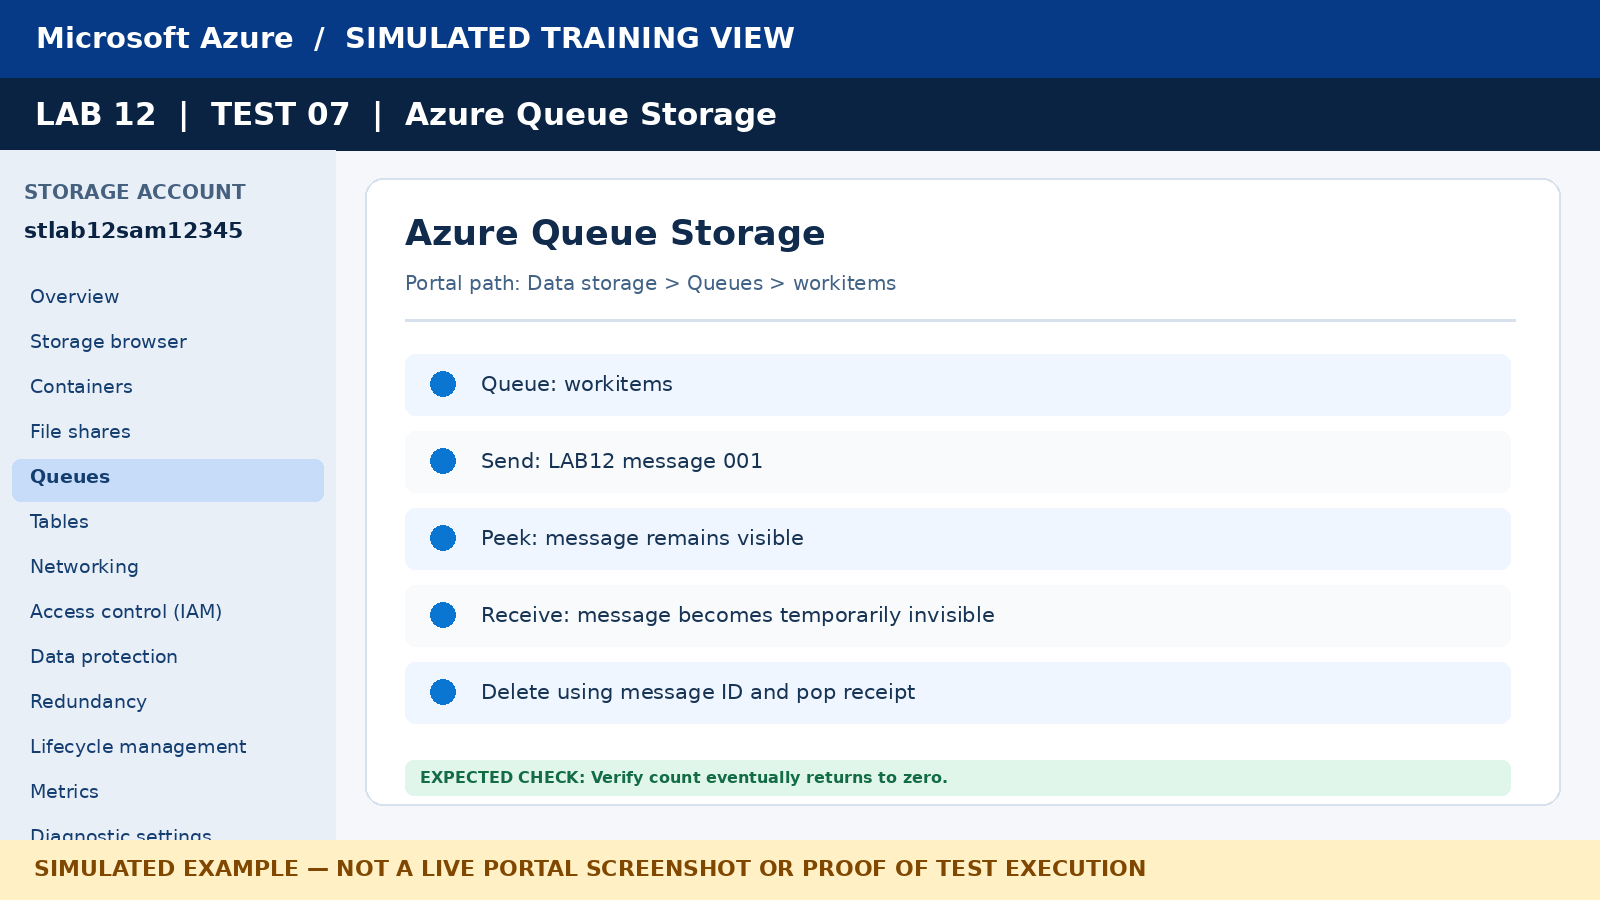 Microsoft Azure / SIMULATED TRAINING VIEW
LAB 12 | TEST 07 | Azure Queue Storage
STORAGE ACCOUNT
stlab12sam12345
Overview
Storage browser
Containers
File shares
Queues
Tables
Networking
Access control (IAM)
Data protection
Redundancy
Lifecycle management
Metrics
Diagnostic settings
Azure Queue Storage
Portal path: Data storage > Queues > workitems
Queue: workitems
Send: LAB12 message 001
Peek: message remains visible
Receive: message becomes temporarily invisible
Delete using message ID and pop receipt
EXPECTED CHECK: Verify count eventually returns to zero.
SIMULATED EXAMPLE — NOT A LIVE PORTAL SCREENSHOT OR PROOF OF TEST EXECUTION